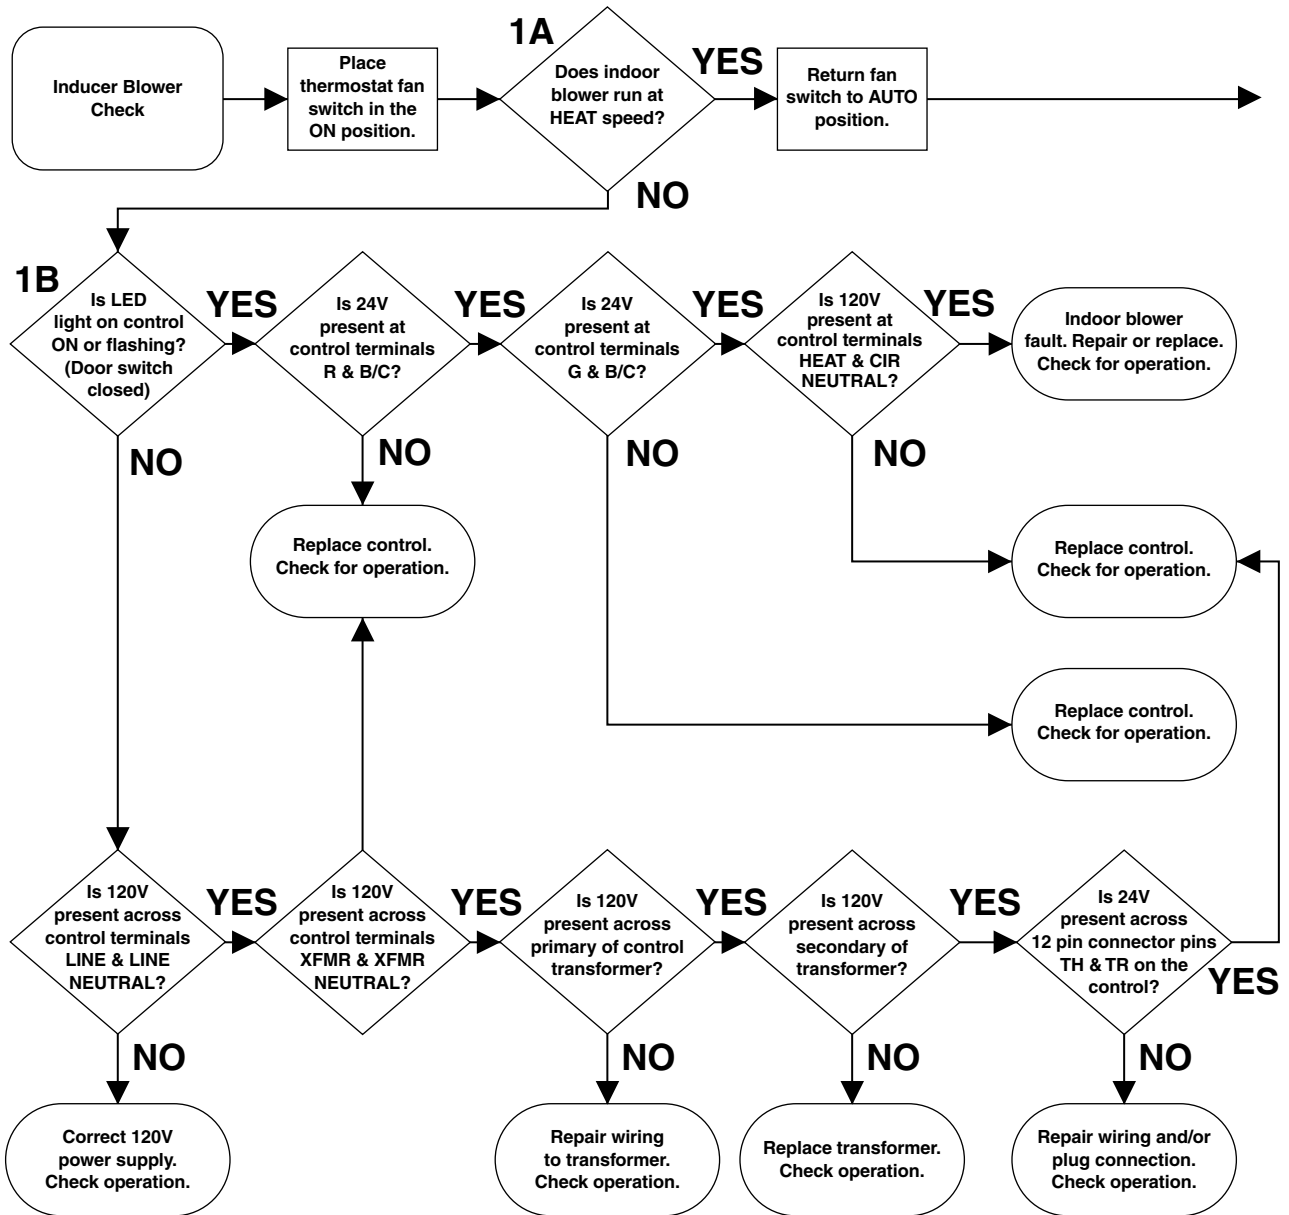 Inducer Blower
Check
Place
thermostat fan
switch in the
ON position.
1A
Does indoor
blower run at
HEAT speed?
YES
Return fan
switch to AUTO
position.
NO
1B
Is LED
light on control
ON or flashing?
(Door switch
closed)
YES
Is 24V
present at
control terminals
R & B/C?
YES
Is 24V
present at
control terminals
G & B/C?
YES
Is 120V
present at
control terminals
HEAT & CIR
NEUTRAL?
YES
Indoor blower
fault. Repair or replace.
Check for operation.
NO
NO
NO
NO
Replace control.
Check for operation.
Replace control.
Check for operation.
Replace control.
Check for operation.
Is 120V
present across
control terminals
LINE & LINE
NEUTRAL?
YES
Is 120V
present across
control terminals
XFMR & XFMR
NEUTRAL?
YES
Is 120V
present across
primary of control
transformer?
YES
Is 120V
present across
secondary of
transformer?
YES
Is 24V
present across
12 pin connector pins
TH & TR on the
control?
YES
NO
NO
NO
NO
Correct 120V
power supply.
Check operation.
Repair wiring
to transformer.
Check operation.
Replace transformer.
Check operation.
Repair wiring and/or
plug connection.
Check operation.